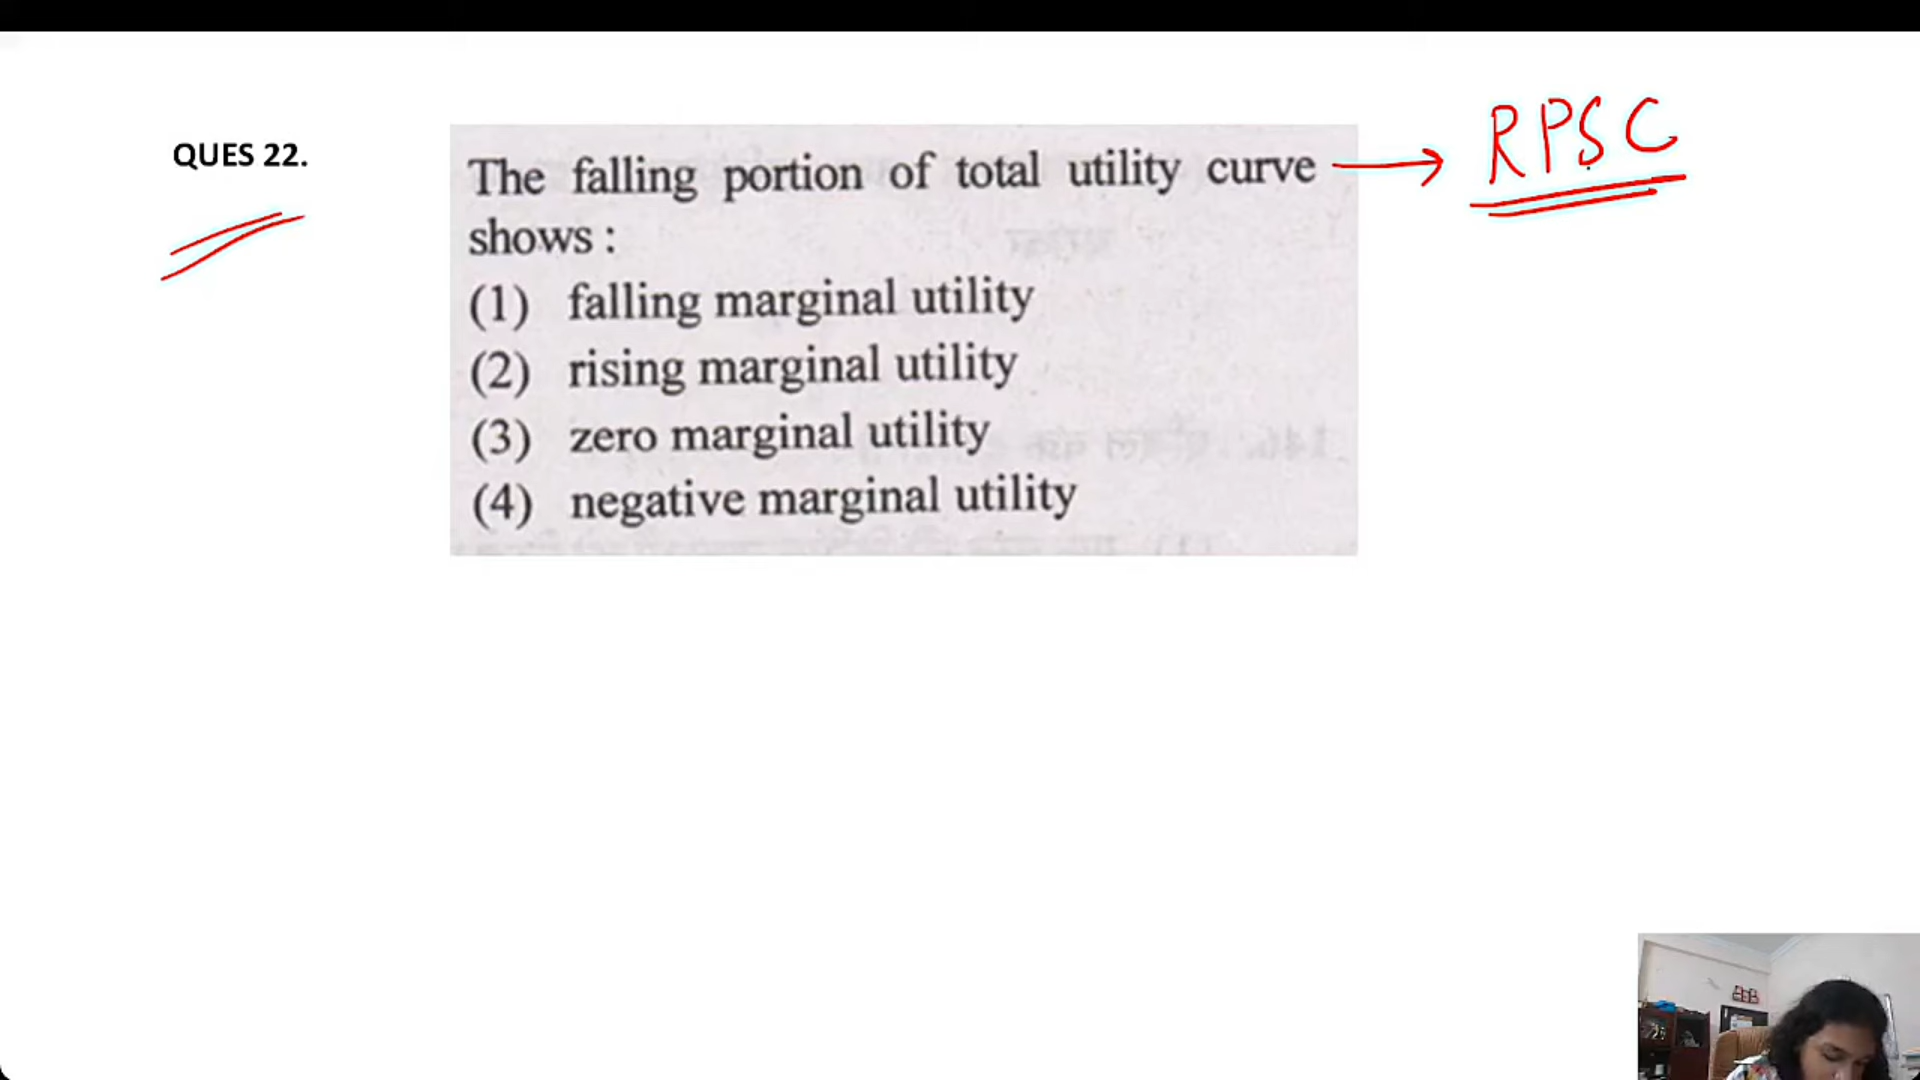 QUES 22.
The falling portion of total utility curve → RPSC
shows :
(1) falling marginal utility
(2) rising marginal utility
(3) zero marginal utility
(4) negative marginal utility